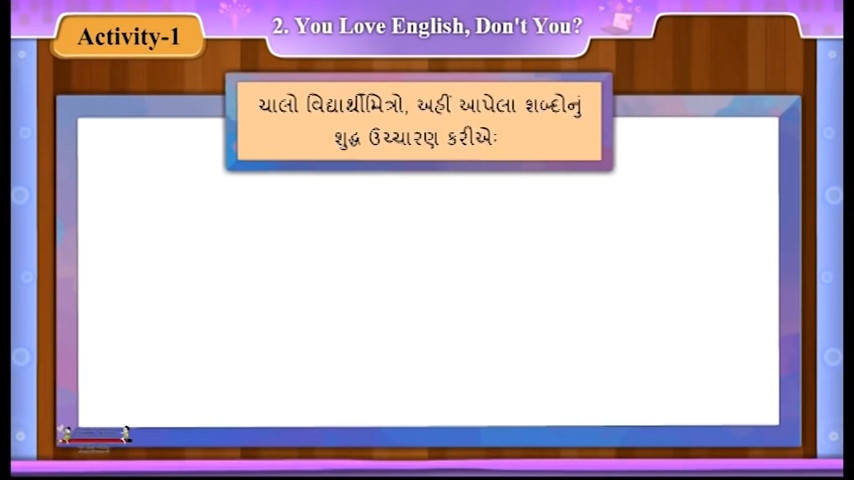 Activity-1
2. You Love English, Don't You?
ચાલો વિદ્યાર્થીમિત્રો, અહીં આપેલા શબ્દોનું
શુદ્ધ ઉચ્ચારણ કરીએઃ